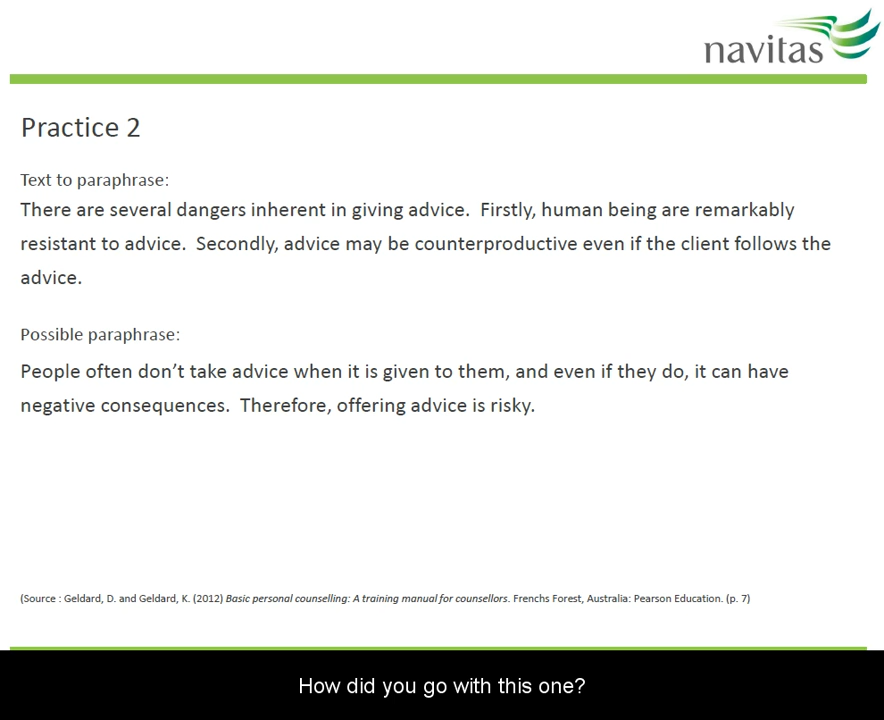 navitas
Practice 2
Text to paraphrase:
There are several dangers inherent in giving advice.  Firstly, human being are remarkably
resistant to advice.  Secondly, advice may be counterproductive even if the client follows the
advice.
Possible paraphrase:
People often don’t take advice when it is given to them, and even if they do, it can have
negative consequences.  Therefore, offering advice is risky.
(Source : Geldard, D. and Geldard, K. (2012) Basic personal counselling: A training manual for counsellors. Frenchs Forest, Australia: Pearson Education. (p. 7)
How did you go with this one?